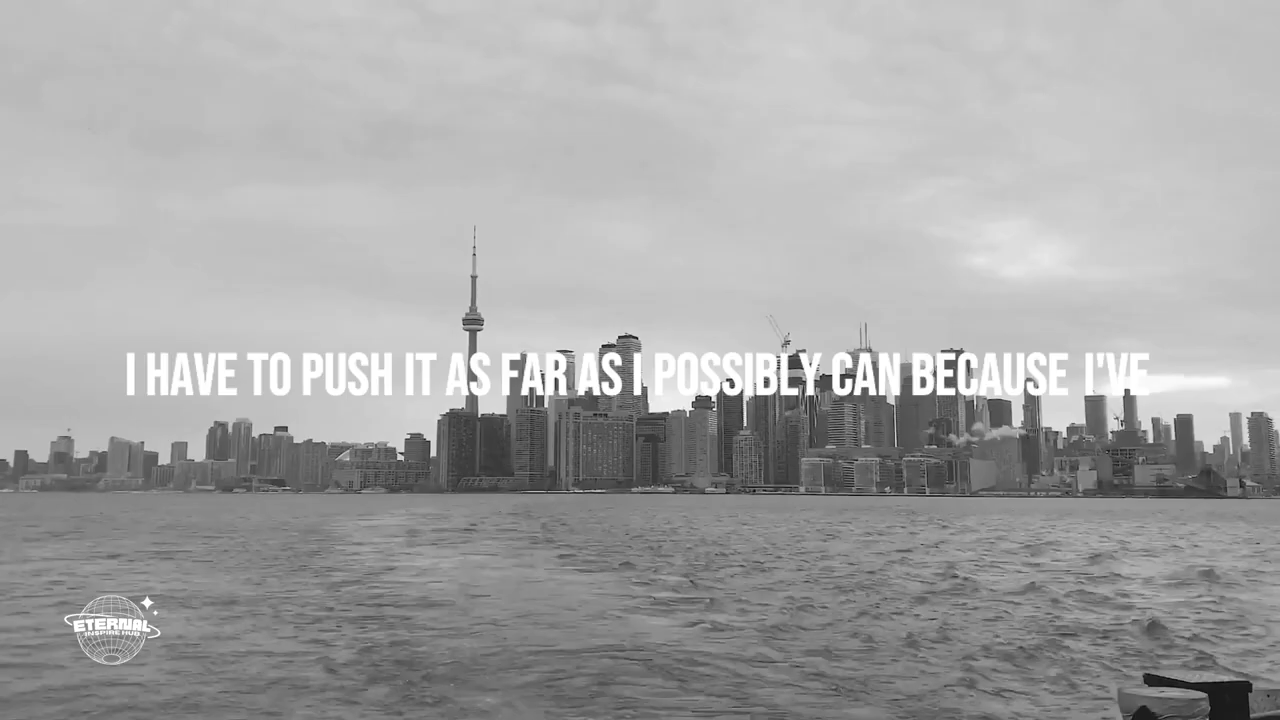 I HAVE TO PUSH IT AS FAR AS I POSSIBLY CAN BECAUSE I'VE
ETERNAL
INSPIRE HUB